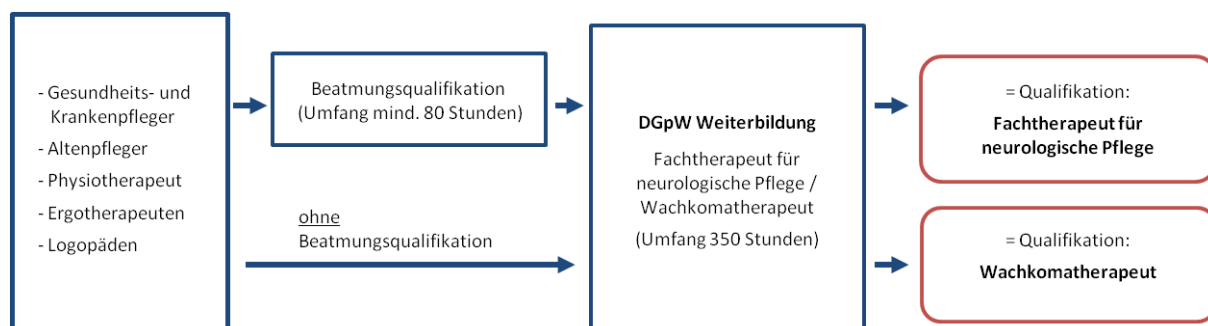 - Gesundheits- und
Krankenpfleger
- Altenpfleger
- Physiotherapeut
- Ergotherapeuten
- Logopäden
Beatmungsqualifikation
(Umfang mind. 80 Stunden)
ohne
Beatmungsqualifikation
DGpW Weiterbildung
Fachtherapeut für
neurologische Pflege /
Wachkomatherapeut
(Umfang 350 Stunden)
= Qualifikation:
Fachtherapeut für
neurologische Pflege
= Qualifikation:
Wachkomatherapeut